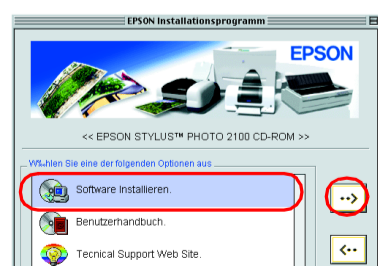 EPSON Installationsprogramm
EPSON
<< EPSON STYLUS™ PHOTO 2100 CD-ROM >>
W‰hlen Sie eine der folgenden Optionen aus
Software Installieren.
Benutzerhandbuch.
Tecnical Support Web Site.
-->
<--